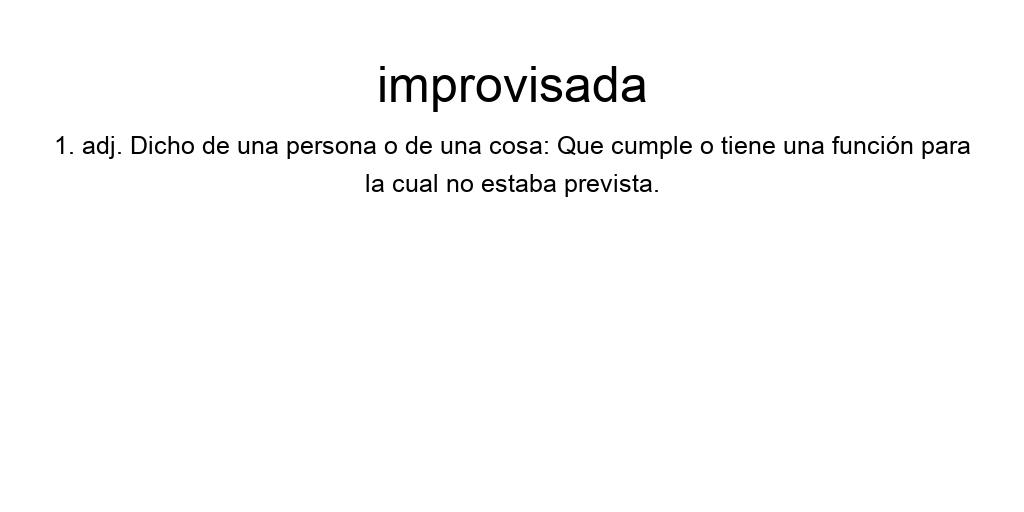 improvisada
1. adj. Dicho de una persona o de una cosa: Que cumple o tiene una función para
la cual no estaba prevista.